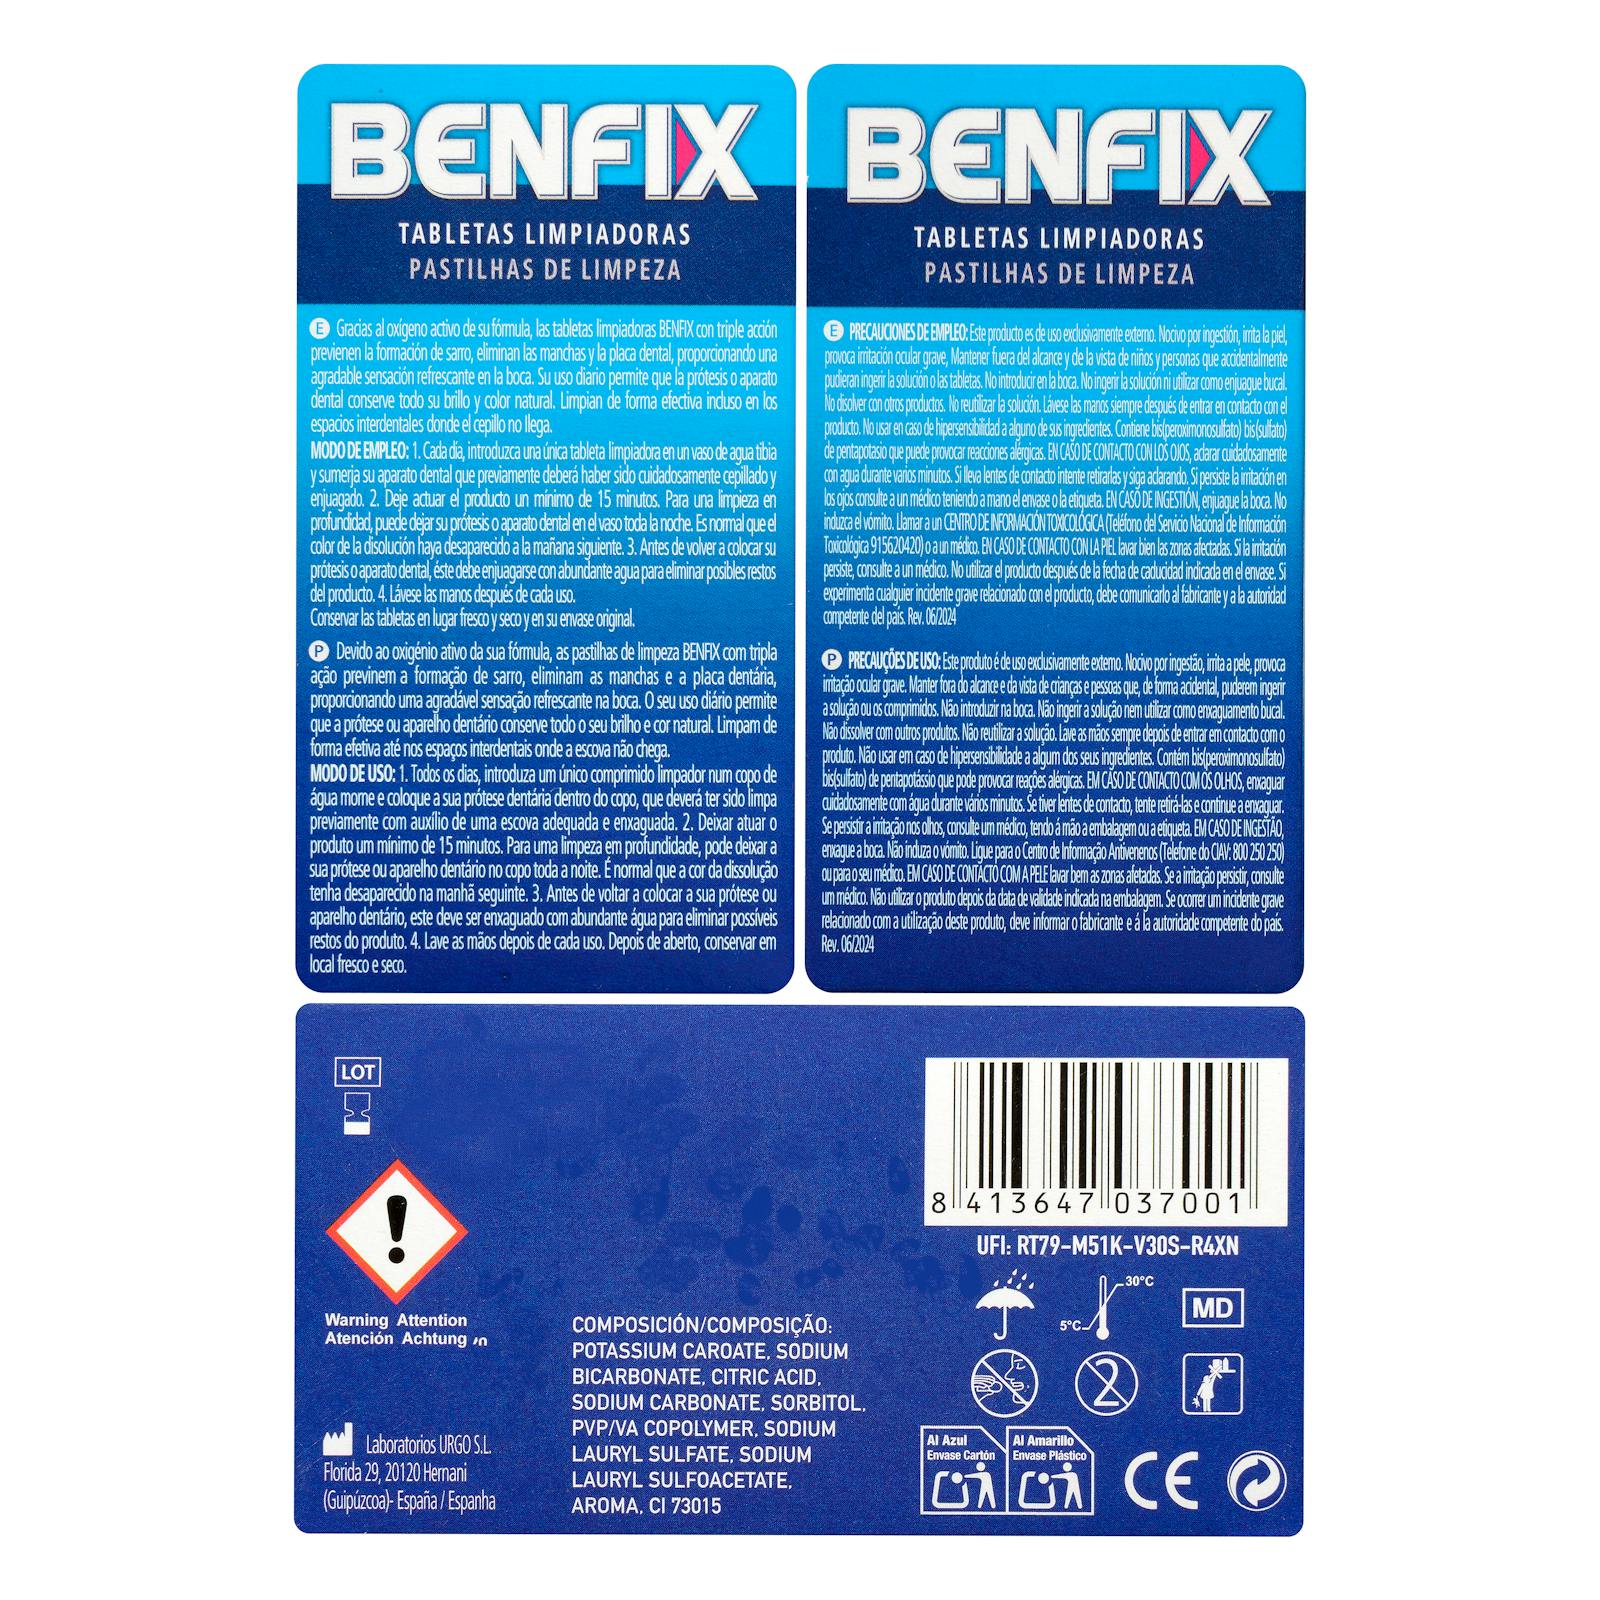 BENFIX
TABLETAS LIMPIADORAS
PASTILHAS DE LIMPEZA
E Gracias al oxígeno activo de su fórmula, las tabletas limpiadoras BENFIX con triple acción
previenen la formación de sarro, eliminan las manchas y la placa dental, proporcionando una
agradable sensación refrescante en la boca. Su uso diário permite que la prótesis o aparato
dental conserve todo su brillo y color natural. Limpian de forma efectiva incluso en los
espacios interdentales donde el cepillo no llega.
MODO DE EMPLEO: 1. Cada día, introduzca una única tableta limpiadora en un vaso de agua tibia
y sumerja su aparato dental que previamente deberá haber sido cuidadosamente cepillado y
enjuagado. 2. Deje actuar el producto un mínimo de 15 minutos. Para una limpieza en
profundidad, puede dejar su prótesis o aparato dental en el vaso toda la noche. Es normal que el
color de la disolución haya desaparecido a la mañana siguiente. 3. Antes de volver a colocar su
prótesis o aparato dental, éste debe enjuagarse con abundante agua para eliminar posibles restos
del producto. 4. Lávese las manos después de cada uso.
Conservar las tabletas en lugar fresco y seco y en su envase original.
P Devido ao oxigénio ativo da sua fórmula, as pastilhas de limpeza BENFIX com tripla
ação previnem a formação de sarro, eliminam as manchas e a placa dentária,
proporcionando uma agradável sensação refrescante na boca. O seu uso diário permite
que a prótese ou aparelho dentário conserve todo o seu brilho e cor natural. Limpam de
forma efetiva até nos espaços interdentais onde a escova não chega.
MODO DE USO: 1. Todos os dias, introduza um único comprimido limpador num copo de
água morne e coloque a sua prótese dentária dentro do copo, que deverá ter sido limpa
previamente com auxílio de uma escova adequada e enxaguada. 2. Deixar atuar o
produto um mínimo de 15 minutos. Para uma limpeza em profundidade, pode deixar a
sua prótese ou aparelho dentário no copo toda a noite. É normal que a cor da dissolução
tenha desaparecido na manhã seguinte. 3. Antes de voltar a colocar a sua prótese ou
aparelho dentário, este deve ser enxaguado com abundante água para eliminar possíveis
restos do produto. 4. Lave as mãos depois de cada uso. Depois de aberto, conservar em
local fresco e seco.
BENFIX
TABLETAS LIMPIADORAS
PASTILHAS DE LIMPEZA
E PRECAUCIONES DE EMPLEO: Este producto es de uso exclusivamente externo. Nocivo por ingestión, irrita la piel,
provoca irritación ocular grave, Mantener fuera del alcance y de la vista de niños y personas que accidentalmente
pudieran ingerir la solución o las tabletas. No introducir en la boca. No ingerir la solución ni utilizar como enjuague bucal.
No disolver con otros productos. No reutilizar la solución. Lávese las manos siempre después de entrar en contacto con el
producto. No usar en caso de hipersensibilidad a alguno de sus ingredientes. Contiene bis(peroximonosulfato) bis(sulfato)
de pentapotasio que puede provocar reacciones alérgicas. EN CASO DE CONTACTO CON LOS OJOS, aclarar cuidadosamente
con agua durante varios minutos. Si lleva lentes de contacto intente retirarlas y siga aclarando. Si persiste la irritación en
los ojos consulte a un médico teniendo a mano el envase o la etiqueta. EN CASO DE INGESTIÓN, enjuague la boca. No
induzca el vómito. Llamar a un CENTRO DE INFORMACIÓN TOXICOLÓGICA (Teléfono del Servicio Nacional de Información
Toxicológica 915620420) o a un médico. EN CASO DE CONTACTO CON LA PIEL lavar bien las zonas afectadas. Si la irritación
persiste, consulte a un médico. No utilizar el producto después de la fecha de caducidad indicada en el envase. Si
experimenta cualquier incidente grave relacionado con el producto, debe comunicarlo al fabricante y a la autoridad
competente del país. Rev. 06/2024
P PRECAUÇÕES DE USO: Este produto é de uso exclusivamente externo. Nocivo por ingestão, irrita a pele, provoca
irritação ocular grave. Manter fora do alcance e da vista de crianças e pessoas que, de forma acidental, puderem ingerir
a solução ou os comprimidos. Não introduzir na boca. Não ingerir a solução nem utilizar como enxaguamento bucal.
Não dissolver com outros produtos. Não reutilizar a solução. Lave as mãos sempre depois de entrar em contacto com o
produto. Não usar em caso de hipersensibilidade a algum dos seus ingredientes. Contém bis(peroximonosulfato)
bis(sulfato) de pentapotássio que pode provocar reações alérgicas. EM CASO DE CONTACTO COM OS OLHOS, enxaguar
cuidadosamente com água durante vários minutos. Se tiver lentes de contacto, tente retirá-las e continue a enxaguar.
Se persistir a irritação nos olhos, consulte um médico, tendo á mão a embalagem ou a etiqueta. EM CASO DE INGESTÃO,
enxague a boca. Não induza o vómito. Ligue para o Centro de Informação Antivenenos (Telefone do CIAV: 800 250 250)
ou para o seu médico. EM CASO DE CONTACTO COM A PELE lavar bem as zonas afetadas. Se a irritação persistir, consulte
um médico. Não utilizar o produto depois da data de validade indicada na embalagem. Se ocorrer um incidente grave
relacionado com a utilização deste produto, deve informar o fabricante e á la autoridade competente do país.
Rev. 06/2024
LOT
Warning Attention
Atención Achtung
Laboratorios URGO S.L.
Florida 29, 20120 Hernani
(Guipúzcoa)- España / Espanha
COMPOSICIÓN/COMPOSIÇÃO:
POTASSIUM CAROATE, SODIUM
BICARBONATE, CITRIC ACID,
SODIUM CARBONATE, SORBITOL,
PVP/VA COPOLYMER, SODIUM
LAURYL SULFATE, SODIUM
LAURYL SULFOACETATE,
AROMA, CI 73015
8 413647 037001
UFI: RT79-M51K-V30S-R4XN
30°C
5°C
MD
2
Al Azul
Envase Cartón
Al Amarillo
Envase Plástico
CE